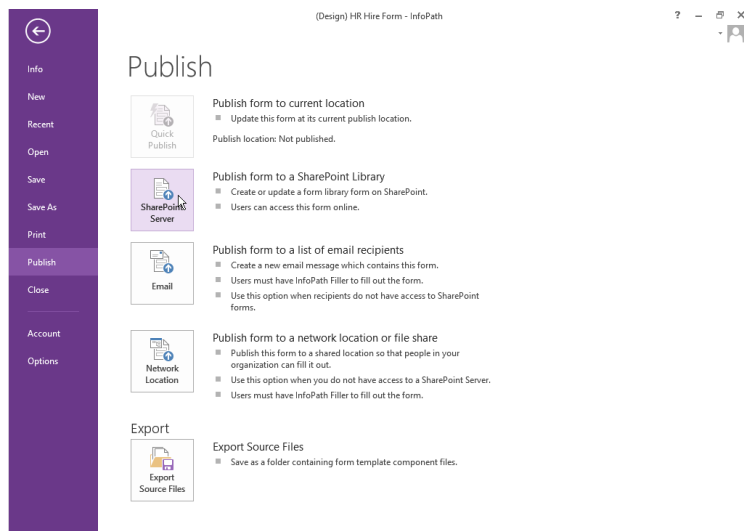 (Design) HR Hire Form - InfoPath
?
Info
New
Recent
Open
Save
Save As
Print
Publish
Close
Account
Options
Publish
Quick
Publish
Publish form to current location
Update this form at its current publish location.
Publish location: Not published.
SharePoint
Server
Publish form to a SharePoint Library
Create or update a form library form on SharePoint.
Users can access this form online.
Email
Publish form to a list of email recipients
Create a new email message which contains this form.
Users must have InfoPath Filler to fill out the form.
Use this option when recipients do not have access to SharePoint
forms.
Network
Location
Publish form to a network location or file share
Publish this form to a shared location so that people in your
organization can fill it out.
Use this option when you do not have access to a SharePoint Server.
Users must have InfoPath Filler to fill out the form.
Export
Export
Source Files
Export Source Files
Save as a folder containing form template component files.